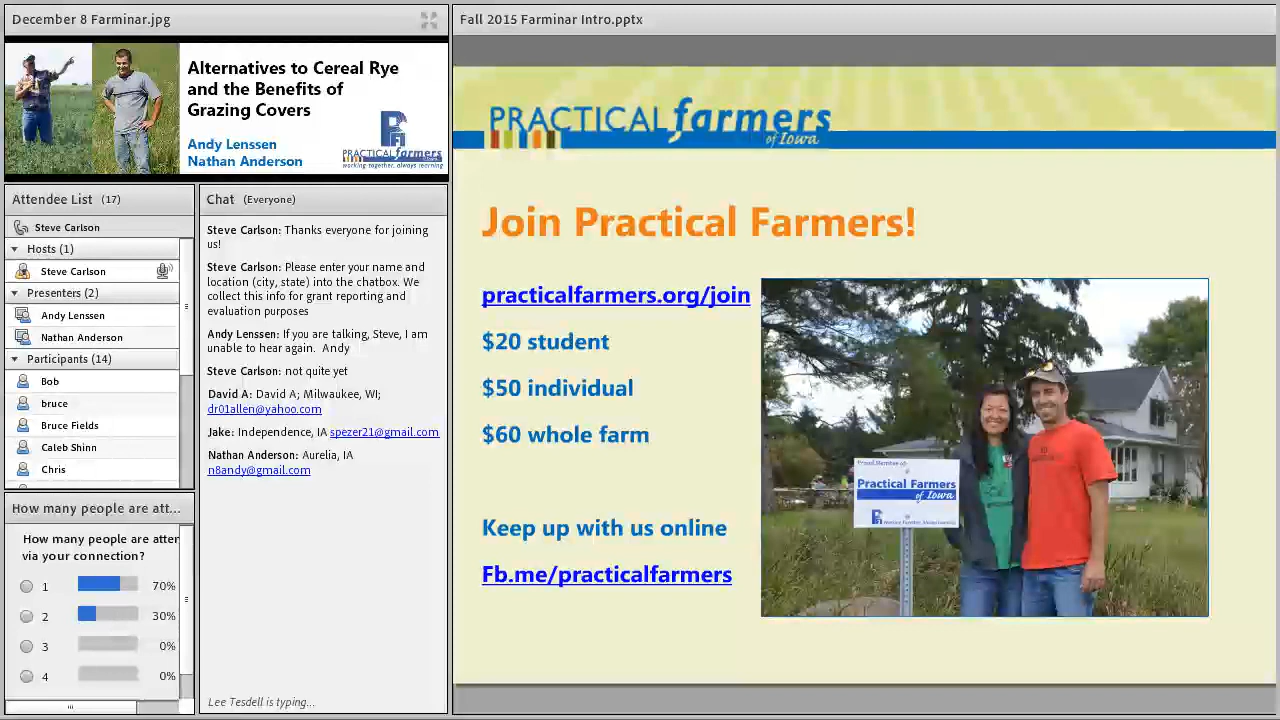 December 8 Farminar.jpg
Alternatives to Cereal Rye
and the Benefits of
Grazing Covers
Andy Lenssen
Nathan Anderson
PRACTICAL farmers
working together, always learning
Attendee List (17)
Steve Carlson
Hosts (1)
Steve Carlson
Presenters (2)
Andy Lenssen
Nathan Anderson
Participants (14)
Bob
bruce
Bruce Fields
Caleb Shinn
Chris
How many people are att...
How many people are atter
via your connection?
1 70%
2 30%
3 0%
4 0%
Chat (Everyone)
Steve Carlson: Thanks everyone for joining
us!
Steve Carlson: Please enter your name and
location (city, state) into the chatbox. We
collect this info for grant reporting and
evaluation purposes
Andy Lenssen: If you are talking, Steve, I am
unable to hear again. Andy
Steve Carlson: not quite yet
David A: David A; Milwaukee, WI;
dr01allen@yahoo.com
Jake: Independence, IA spezer21@gmail.com
Nathan Anderson: Aurelia, IA
n8andy@gmail.com
Lee Tesdell is typing...
Fall 2015 Farminar Intro.pptx
PRACTICAL farmers
of Iowa
Join Practical Farmers!
practicalfarmers.org/join
$20 student
$50 individual
$60 whole farm
Keep up with us online
Fb.me/practicalfarmers
Proud Member of
Practical Farmers
of Iowa